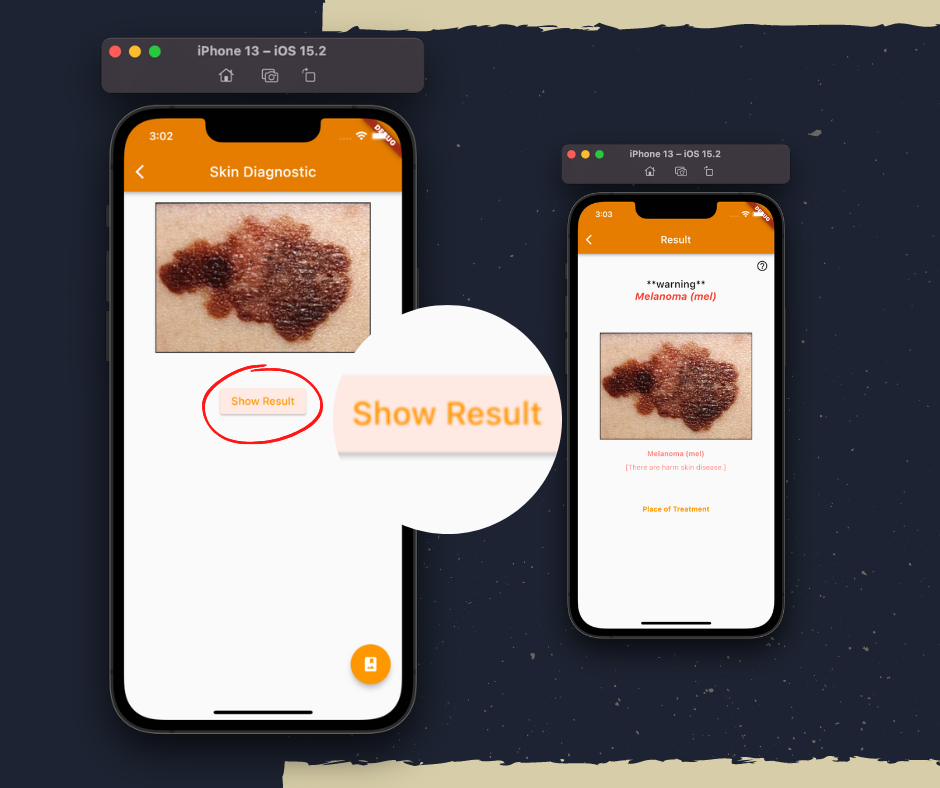 iPhone 13 – iOS 15.2
3:02
DEBUG
Skin Diagnostic
Show Result
Show Result
iPhone 13 – iOS 15.2
3:03
DEBUG
Result
**warning**
Melanoma (mel)
Melanoma (mel)
[There are harm skin disease.]
Place of Treatment